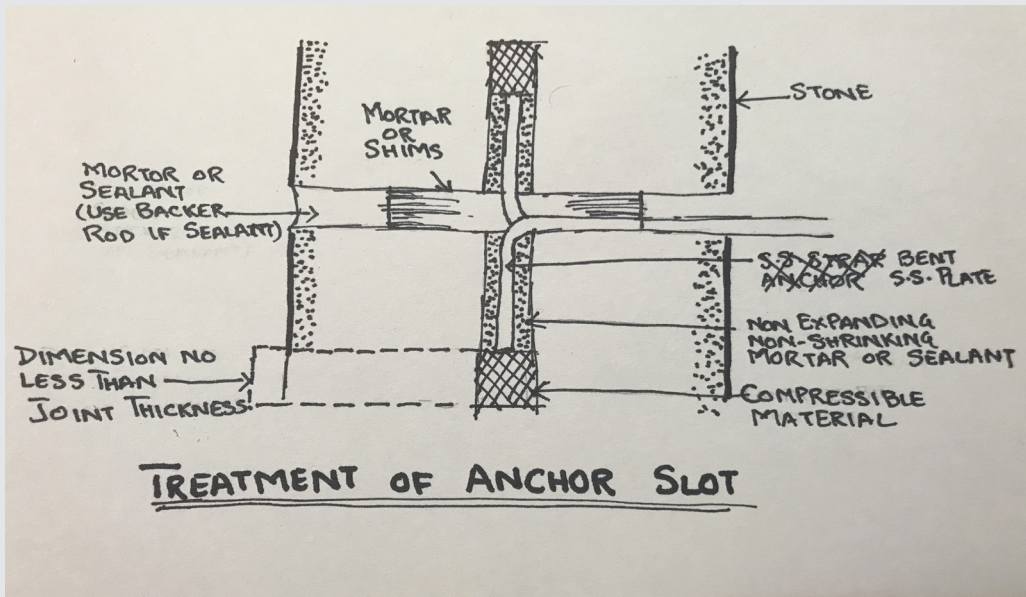 MORTAR
OR
SHIMS
STONE
MORTOR OR
SEALANT
(USE BACKER
ROD IF SEALANT)
S.S STRAP BENT
ANCHOR S.S. PLATE
NON EXPANDING
NON-SHRINKING
MORTAR OR SEALANT
DIMENSION NO
LESS THAN
JOINT THICKNESS
COMPRESSIBLE
MATERIAL
TREATMENT OF ANCHOR SLOT